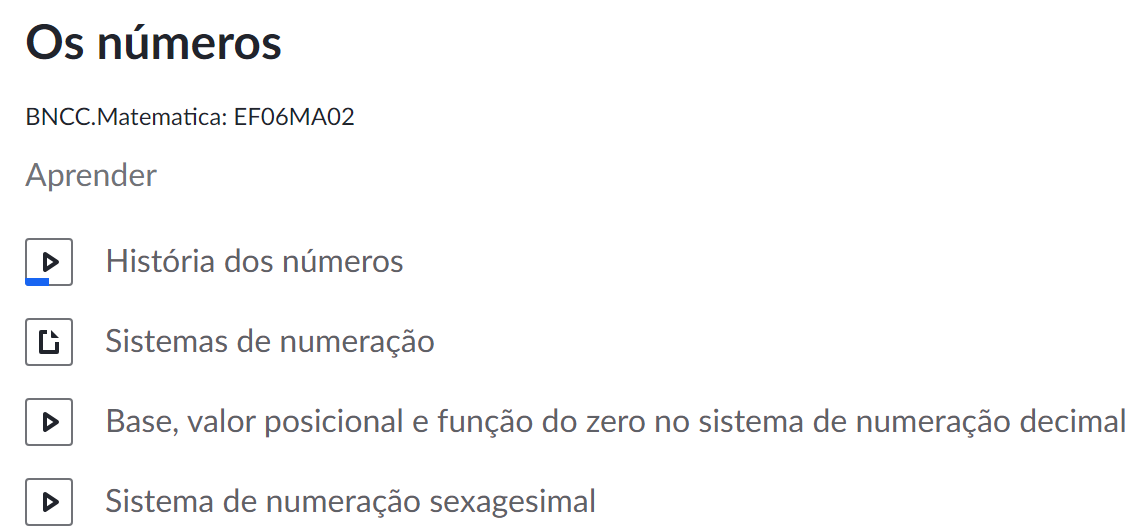 Os números
BNCC.Matematica: EF06MA02
Aprender
História dos números
Sistemas de numeração
Base, valor posicional e função do zero no sistema de numeração decimal
Sistema de numeração sexagesimal